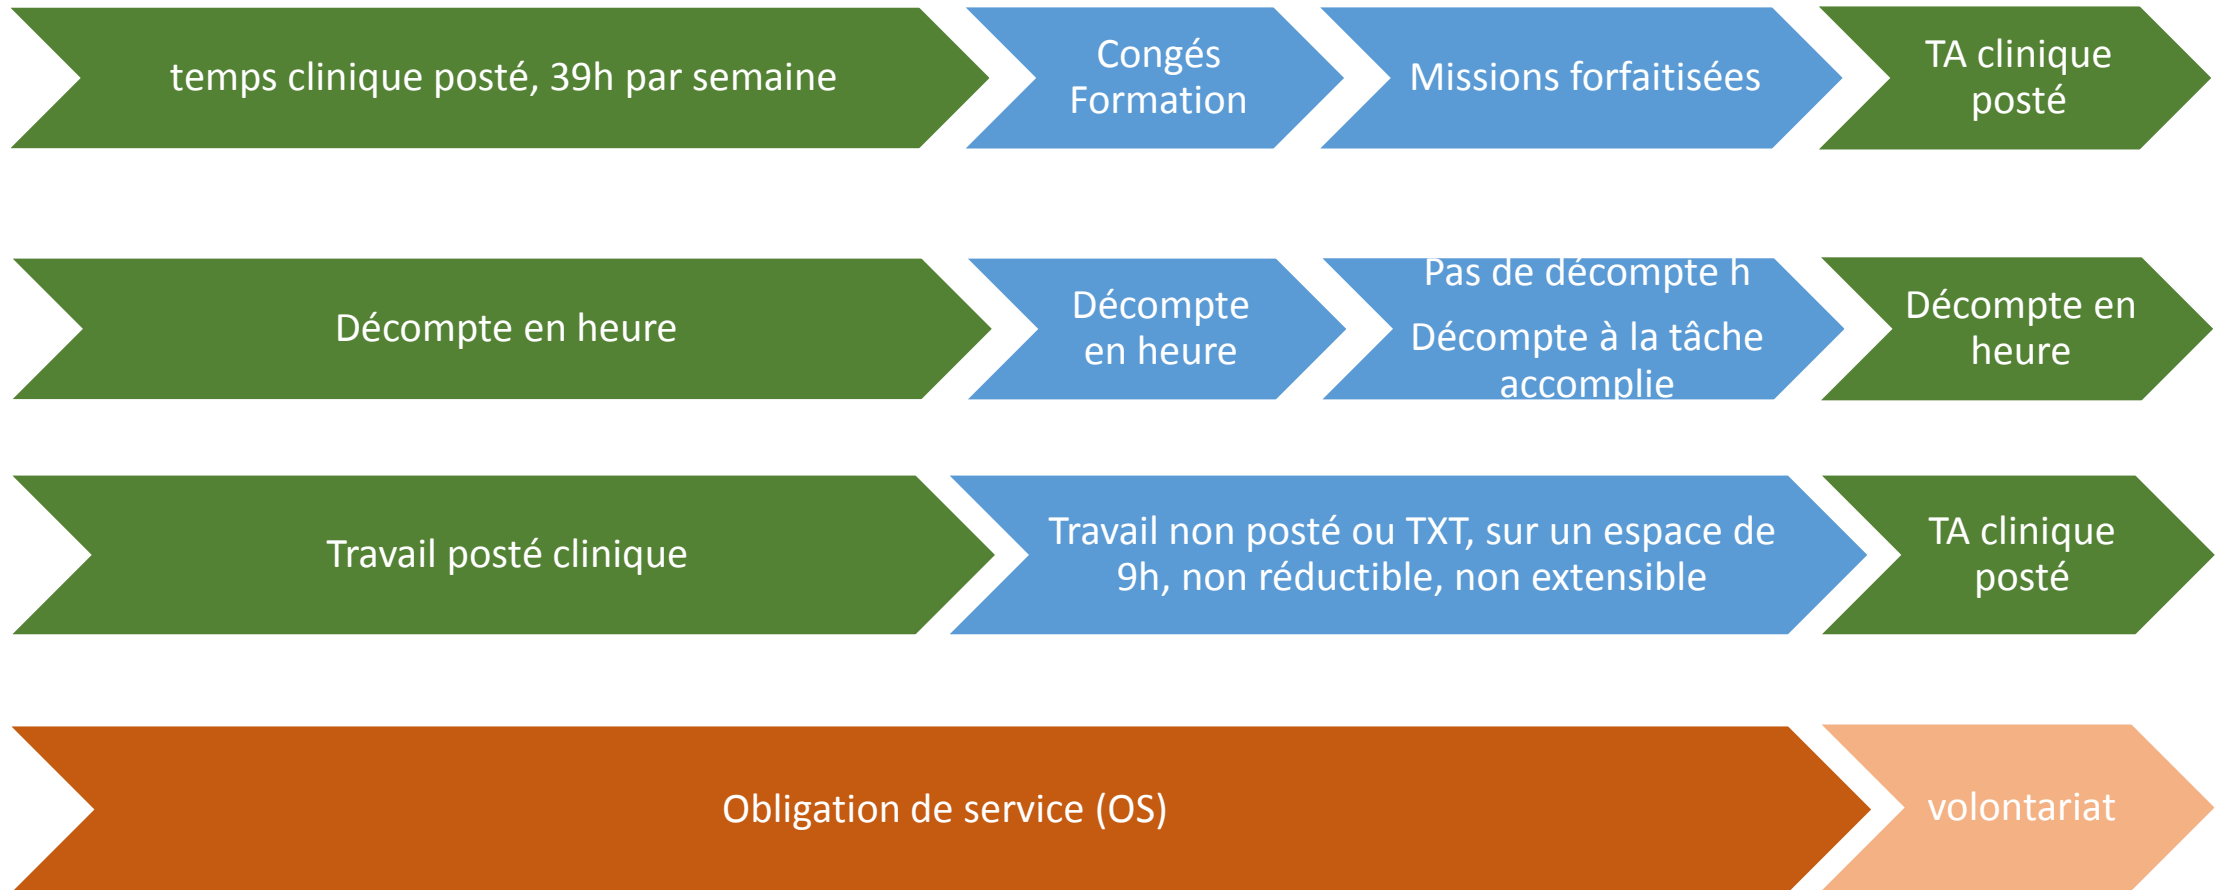 temps clinique posté, 39h par semaine
Congés
Formation
Missions forfaitisées
TA clinique
posté
Décompte en heure
Décompte
en heure
Pas de décompte h
Décompte à la tâche
accomplie
Décompte en
heure
Travail posté clinique
Travail non posté ou TXT, sur un espace de
9h, non réductible, non extensible
TA clinique
posté
Obligation de service (OS)
volontariat